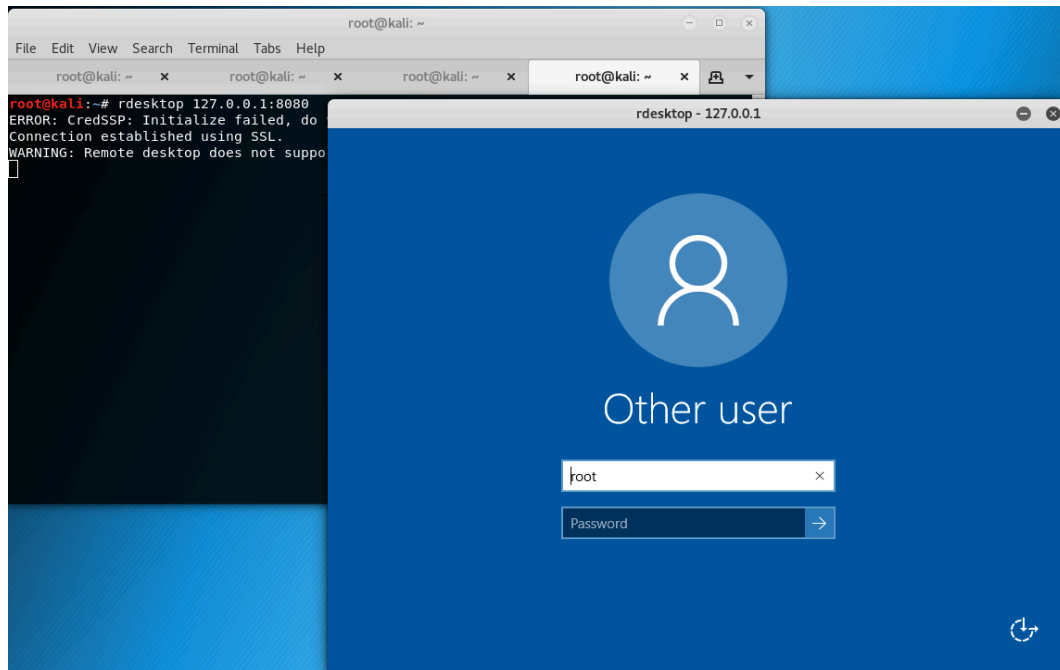 root@kali: ~
File Edit View Search Terminal Tabs Help
root@kali: ~ root@kali: ~ root@kali: ~ root@kali: ~
root@kali:~# rdesktop 127.0.0.1:8080
ERROR: CredSSP: Initialize failed, do
Connection established using SSL.
WARNING: Remote desktop does not suppo
rdesktop - 127.0.0.1
Other user
root
Password